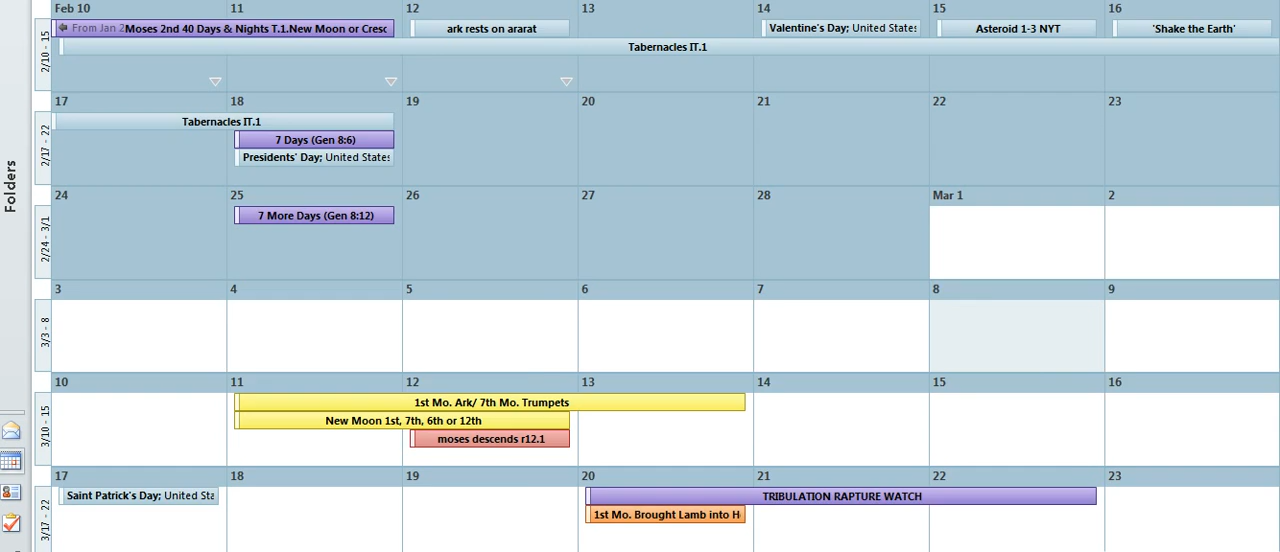 Folders
Feb 10 11 12 13 14 15 16
2/10 - 15
From Jan 2 Moses 2nd 40 Days & Nights T.1.New Moon or Cresc
ark rests on ararat
Valentine's Day; United States
Asteroid 1-3 NYT
'Shake the Earth'
Tabernacles IT.1
17 18 19 20 21 22 23
2/17 - 22
Tabernacles IT.1
7 Days (Gen 8:6)
Presidents' Day; United States
24 25 26 27 28 Mar 1 2
2/24 - 3/1
7 More Days (Gen 8:12)
3 4 5 6 7 8 9
3/3 - 8
10 11 12 13 14 15 16
3/10 - 15
1st Mo. Ark/ 7th Mo. Trumpets
New Moon 1st, 7th, 6th or 12th
moses descends r12.1
17 18 19 20 21 22 23
3/17 - 22
Saint Patrick's Day; United Sta
TRIBULATION RAPTURE WATCH
1st Mo. Brought Lamb into H